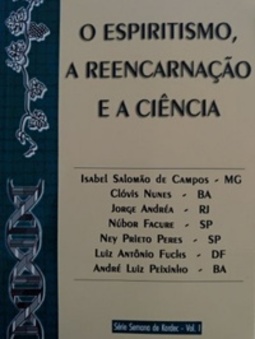 O ESPIRITISMO,
A REENCARNAÇÃO
E A CIÊNCIA
Isabel Salomão de Campos - MG
Clóvis Nunes - BA
Jorge Andréa - RJ
Núbor Facure - SP
Ney Prieto Peres - SP
Luiz Antônio Fuchs - DF
André Luiz Peixinho - BA
Série Semana de Kardec - Vol. I